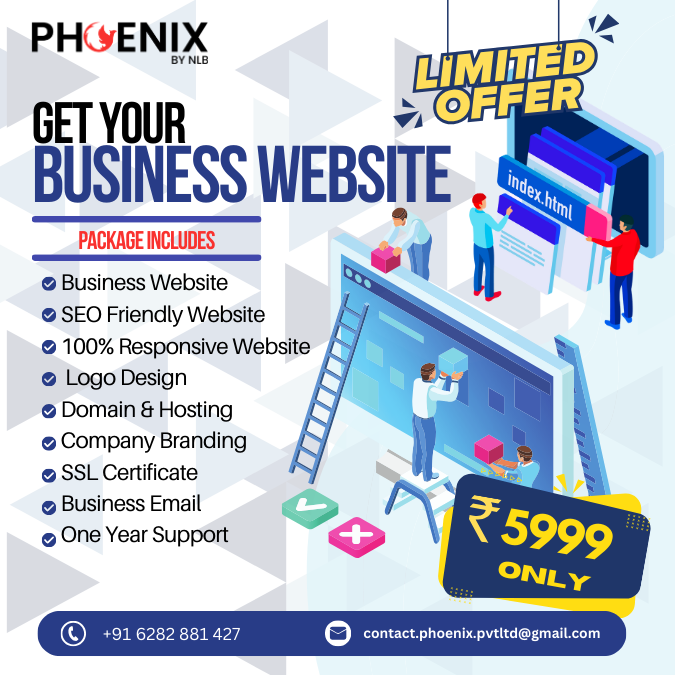 PHOENIX
BY NLB
LIMITED
OFFER
GET YOUR
BUSINESS WEBSITE
PACKAGE INCLUDES
index.html
Business Website
SEO Friendly Website
100% Responsive Website
Logo Design
Domain & Hosting
Company Branding
SSL Certificate
Business Email
One Year Support
₹ 5999
ONLY
+91 6282 881 427
contact.phoenix.pvtltd@gmail.com